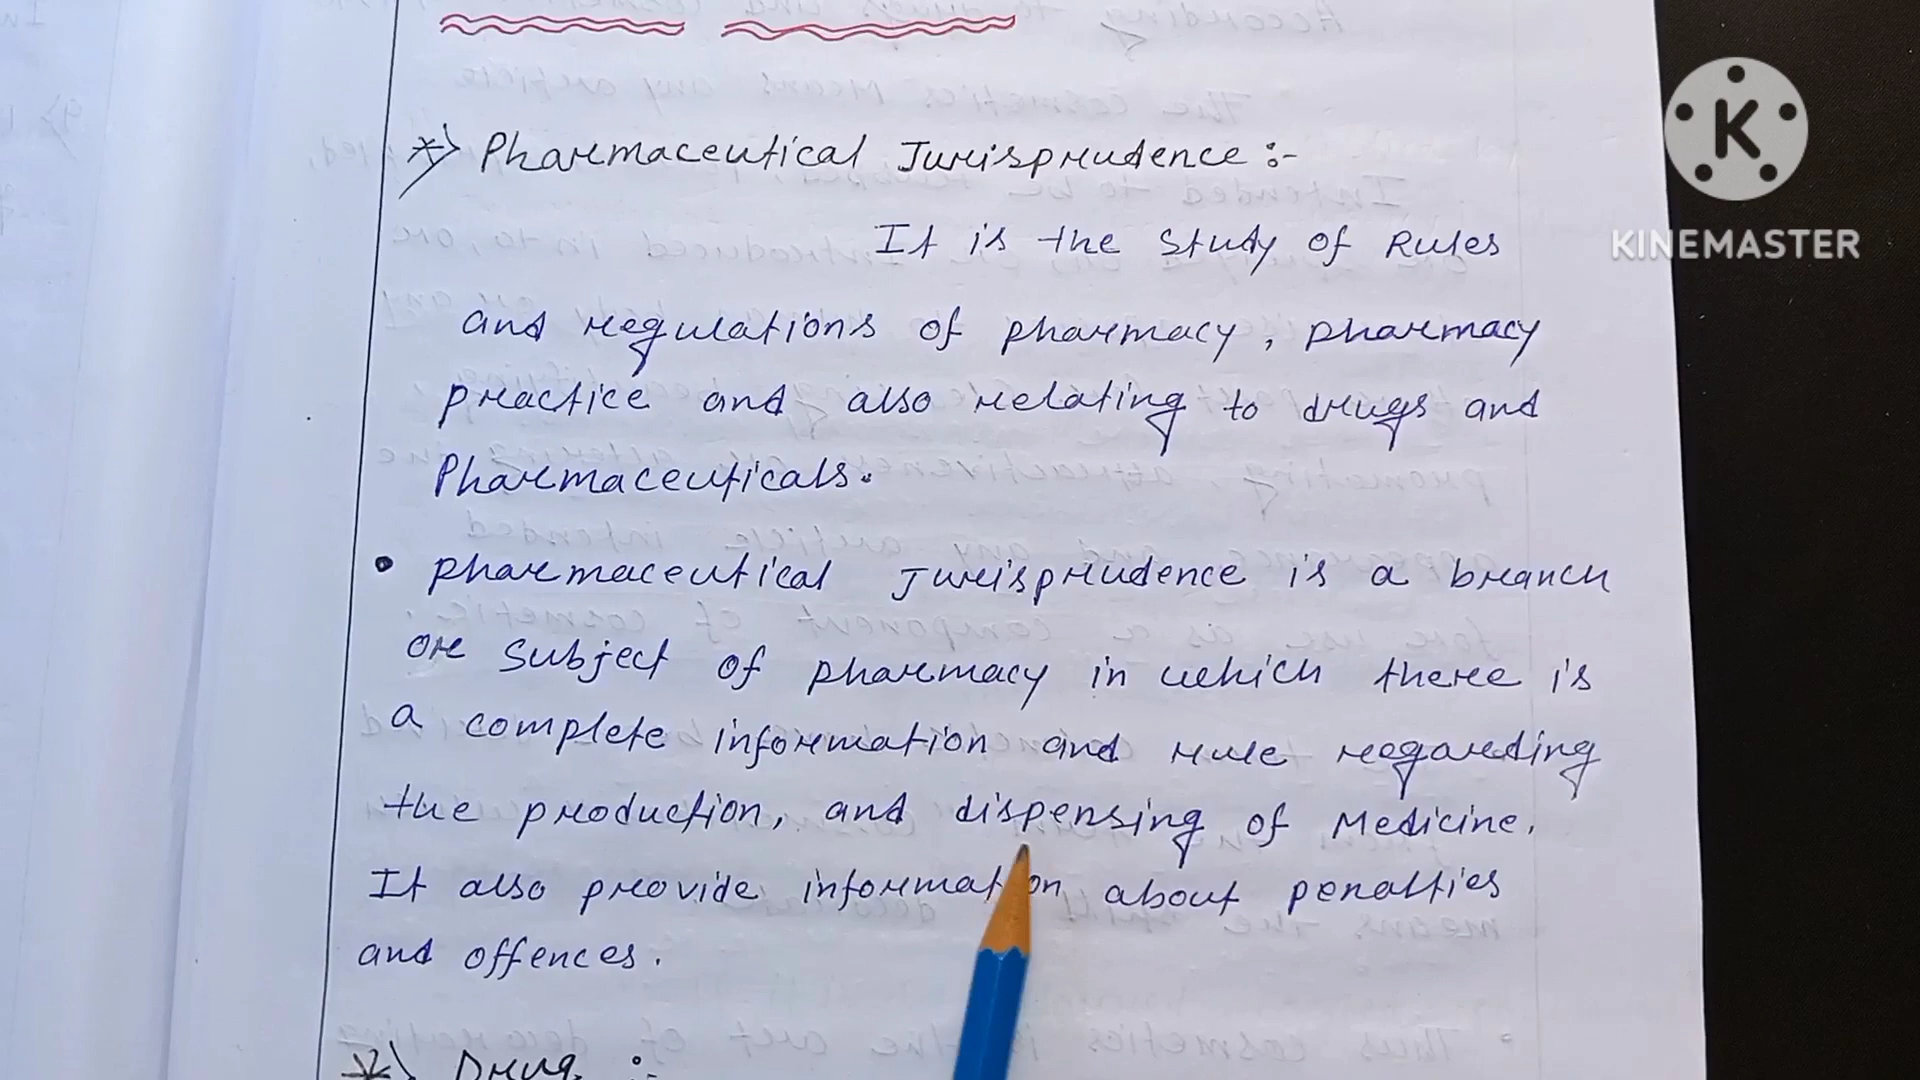 *> Pharmaceutical Jurisprudence :-
It is the study of Rules
and regulations of pharmacy, pharmacy
practice and also relating to drugs and
Pharmaceuticals.
• pharmaceutical Jurisprudence is a branch
or subject of pharmacy in which there is
a complete information and rule regarding
the production, and dispensing of Medicine.
It also provide information about penalties
and offences.
*> Drug :-
K
KINEMASTER